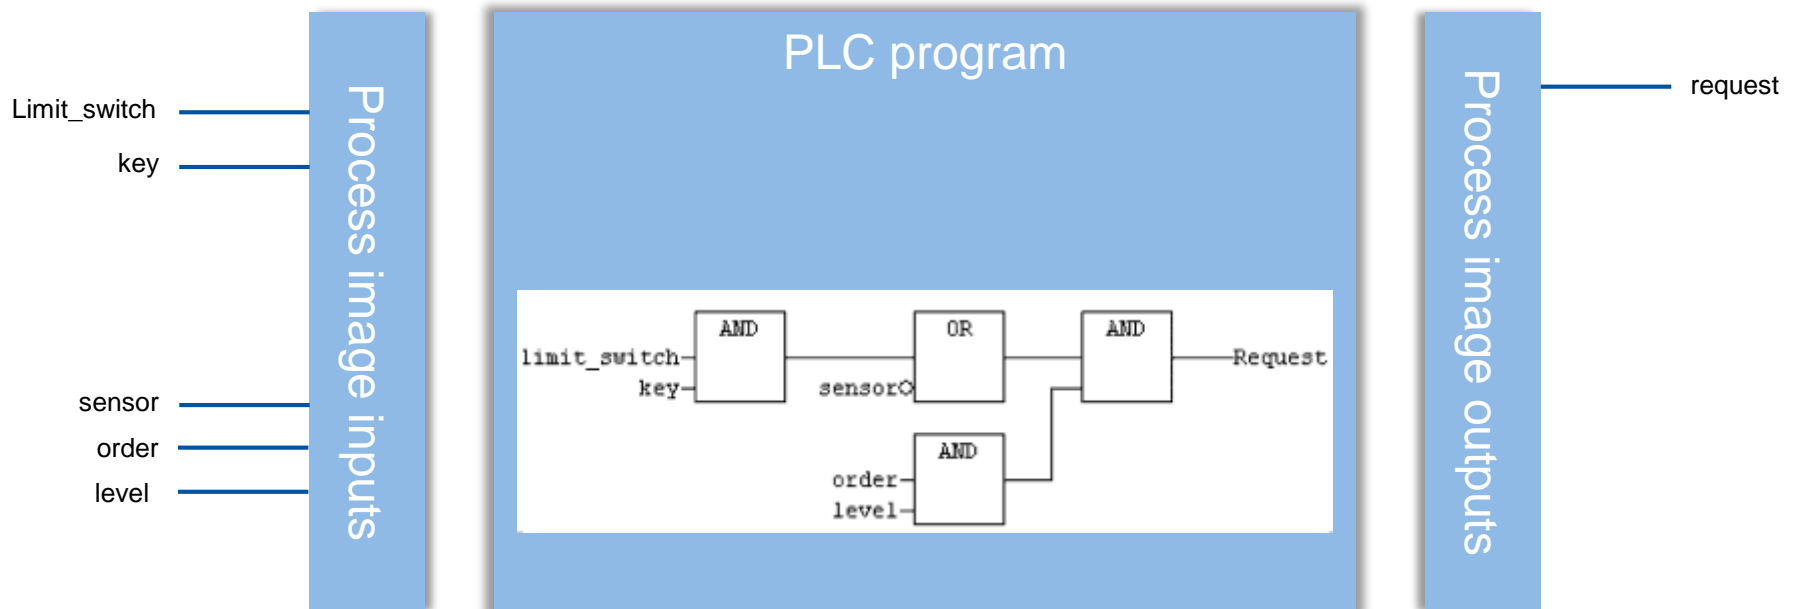 PLC program
Limit_switch
key
sensor
order
level
Process image inputs
AND
OR
AND
limit_switch
Request
key
sensor
AND
order
level
Process image outputs
request